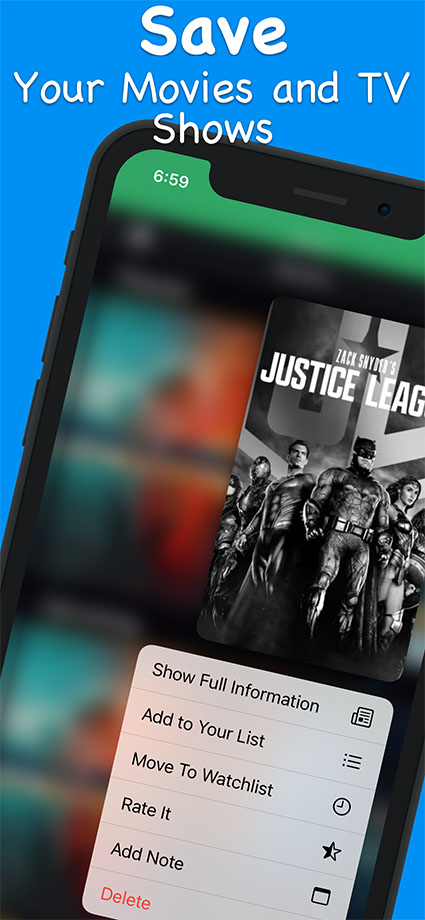 Save
Your Movies and TV
Shows
6:59
ZACK SNYDER'S
JUSTICE LEAG
Show Full Information
Add to Your List
Move To Watchlist
Rate It
Add Note
Delete